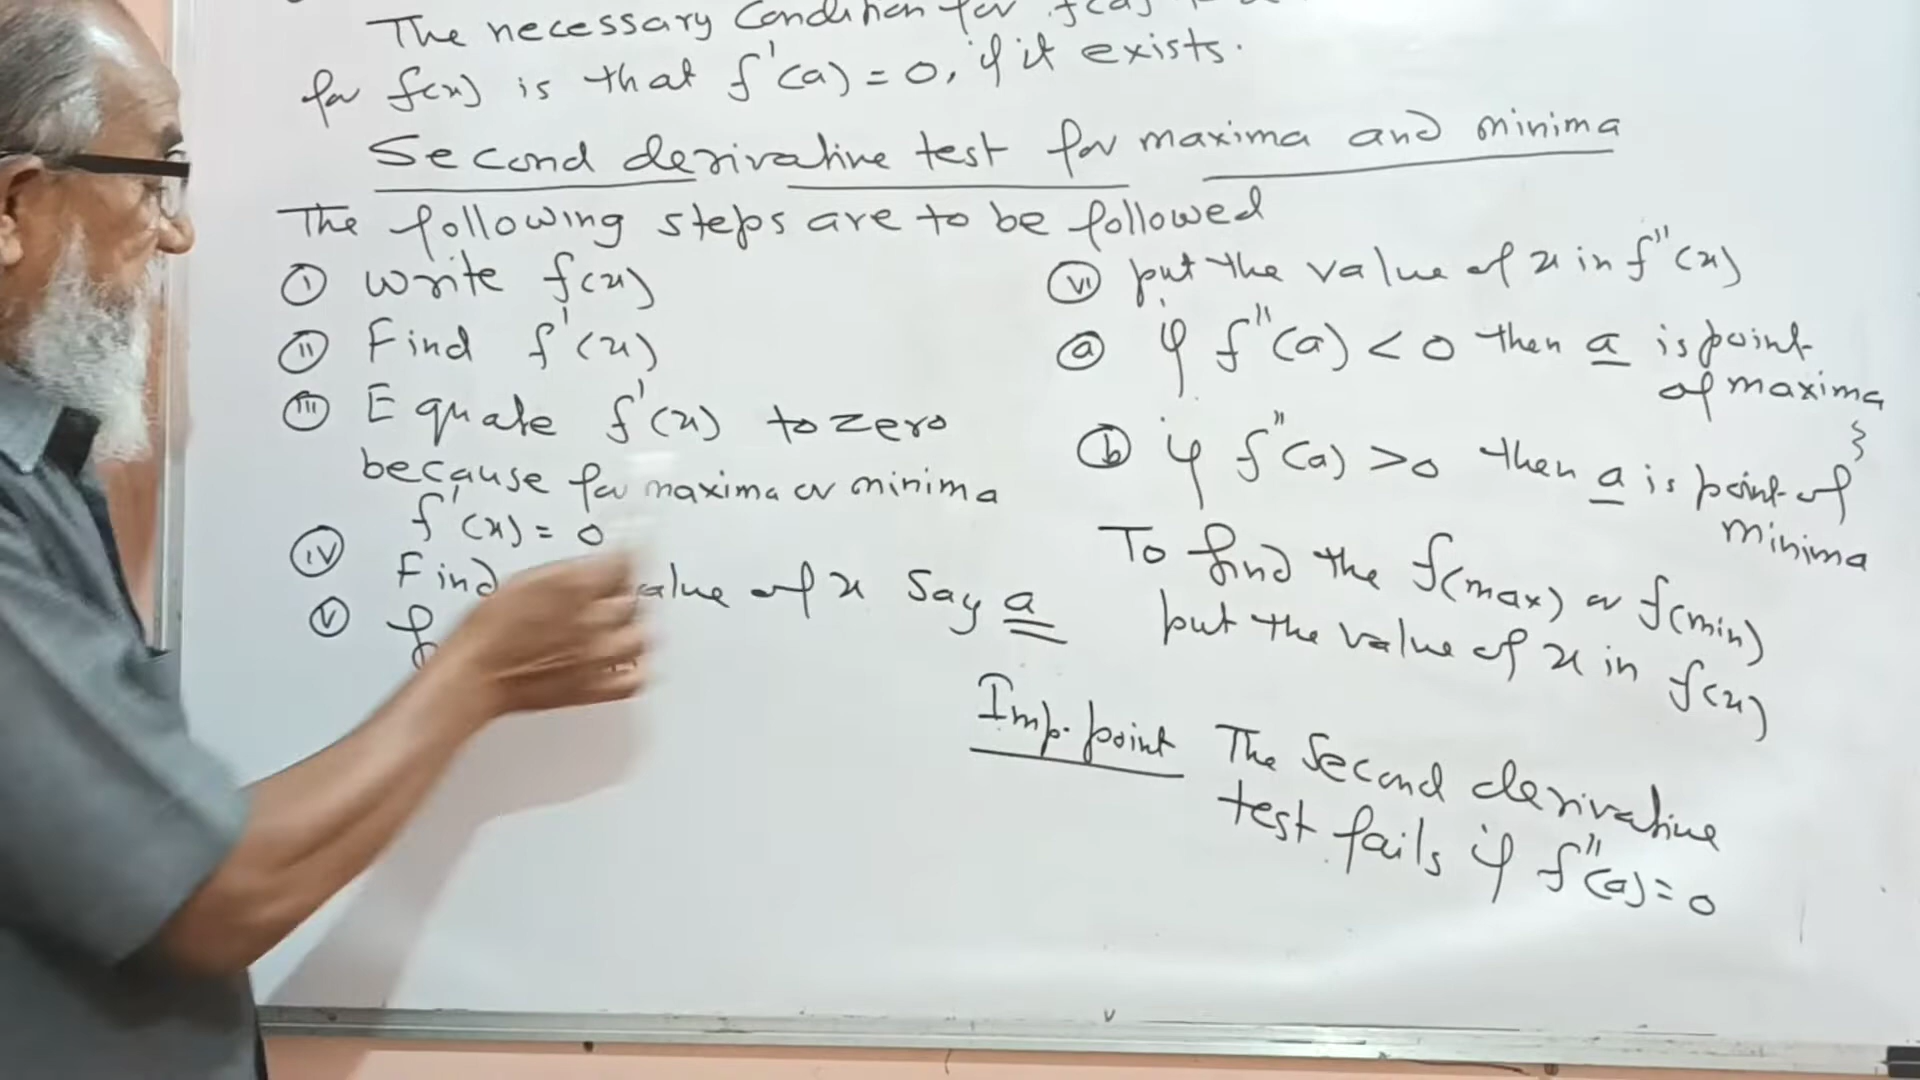 The necessary Condition for f(a)
for f(x) is that f'(a) = 0, if it exists.
Second derivative test for maxima and minima
The following steps are to be followed
(i) Write f(x)
(ii) Find f'(x)
(iii) Equate f'(x) to zero
because for maxima or minima
f'(x) = 0
(iv) Find value of x say a
(v)
(vi) put the value of x in f''(x)
(a) if f''(a) < 0 then a is point
of maxima
(b) if f''(a) > 0 then a is point of
minima
To find the f(max) or f(min)
put the value of x in f(x)
Imp. point The Second derivative
test fails if f''(a) = 0